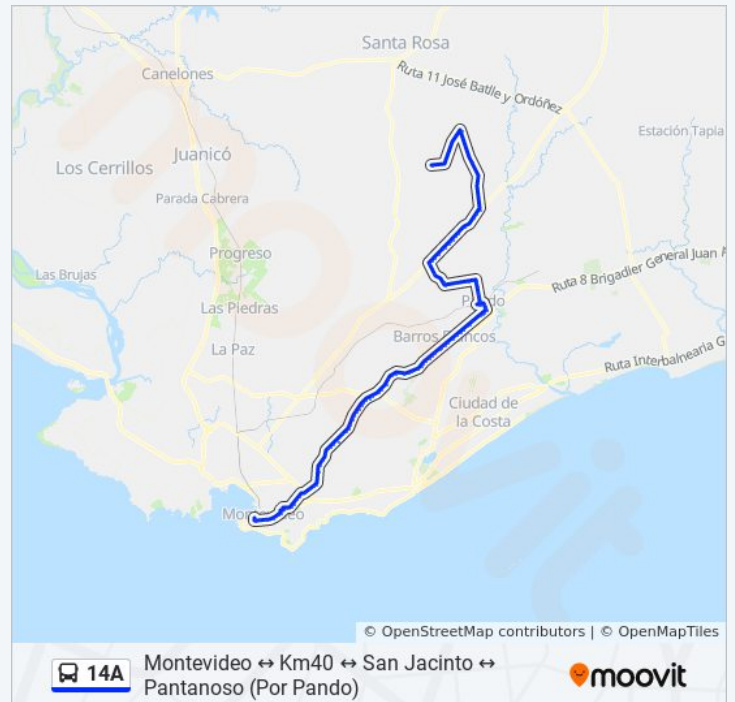 Santa Rosa
Canelones
Ruta 11 José Batlle y Ordóñez
Estación Tapia
Juanicó
Los Cerrillos
Parada Cabrera
Progreso
Las Brujas
Ruta 8 Brigadier General Juan A
Las Piedras
Pando
Barros Blancos
La Paz
Ruta Interbalnearia G
Ciudad de
la Costa
Montevideo
© OpenStreetMap contributors | © OpenMapTiles
14A
Montevideo ↔ Km40 ↔ San Jacinto ↔
Pantanoso (Por Pando)
moovit